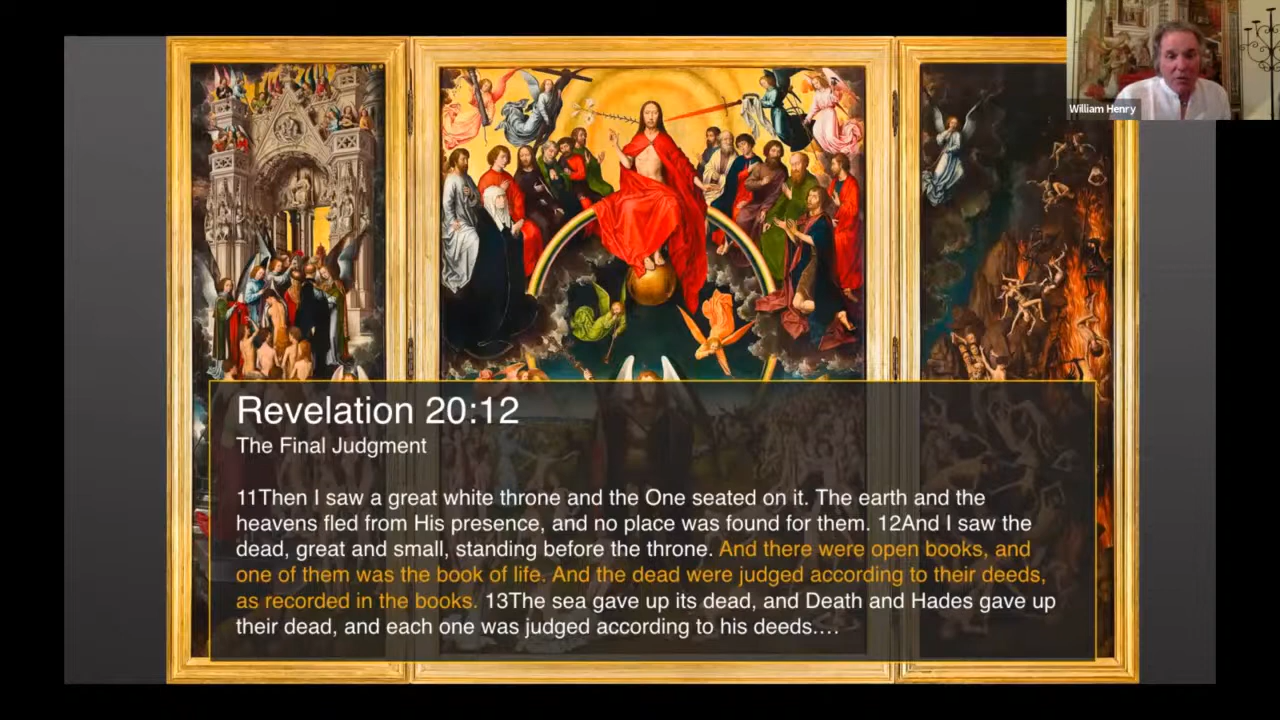 William Henry
Revelation 20:12
The Final Judgment
11Then I saw a great white throne and the One seated on it. The earth and the
heavens fled from His presence, and no place was found for them. 12And I saw the
dead, great and small, standing before the throne. And there were open books, and
one of them was the book of life. And the dead were judged according to their deeds,
as recorded in the books. 13The sea gave up its dead, and Death and Hades gave up
their dead, and each one was judged according to his deeds....